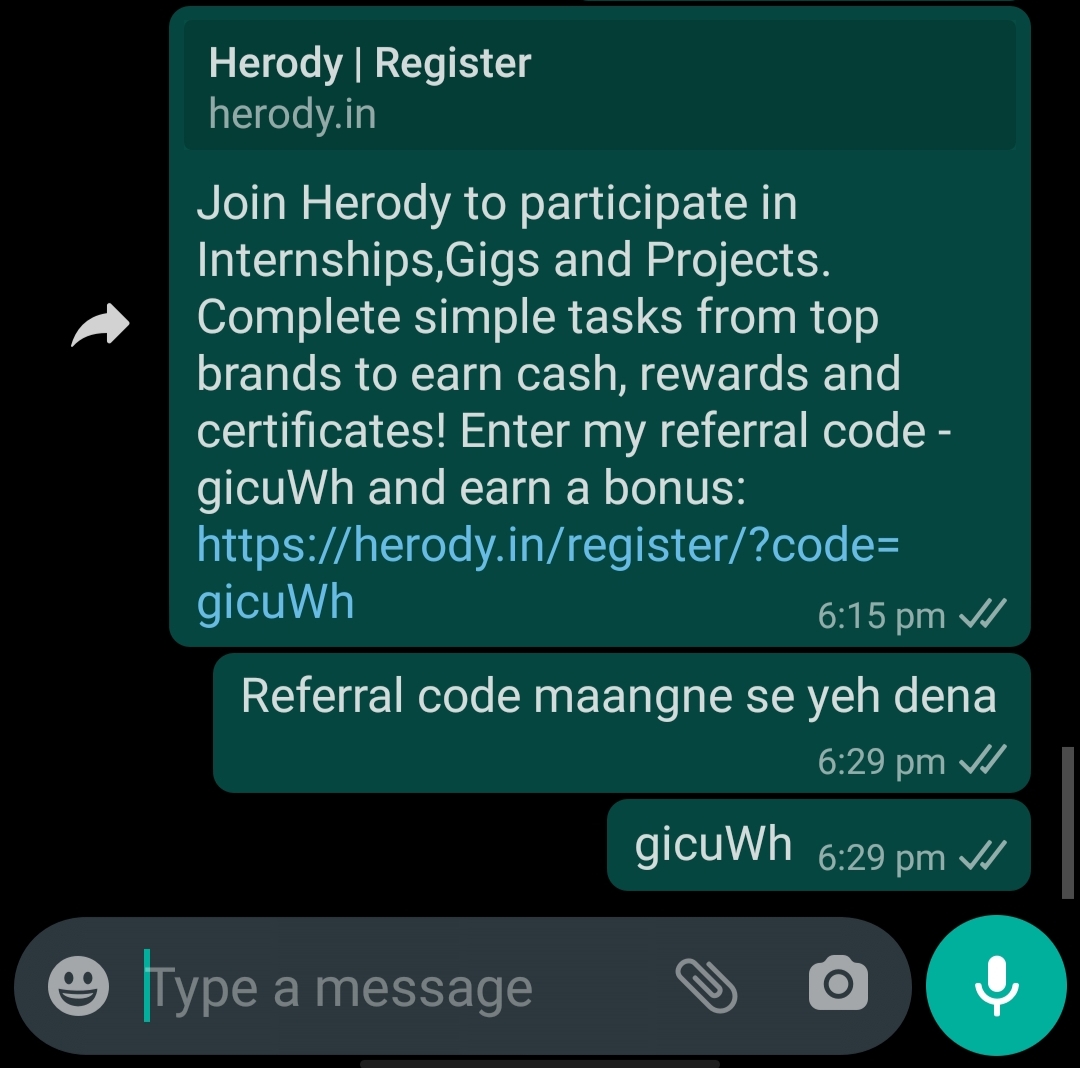 Herody | Register
herody.in
Join Herody to participate in
Internships,Gigs and Projects.
Complete simple tasks from top
brands to earn cash, rewards and
certificates! Enter my referral code -
gicuWh and earn a bonus:
https://herody.in/register/?code=
gicuWh
6:15 pm
Referral code maangne se yeh dena
6:29 pm
gicuWh 6:29 pm
Type a message